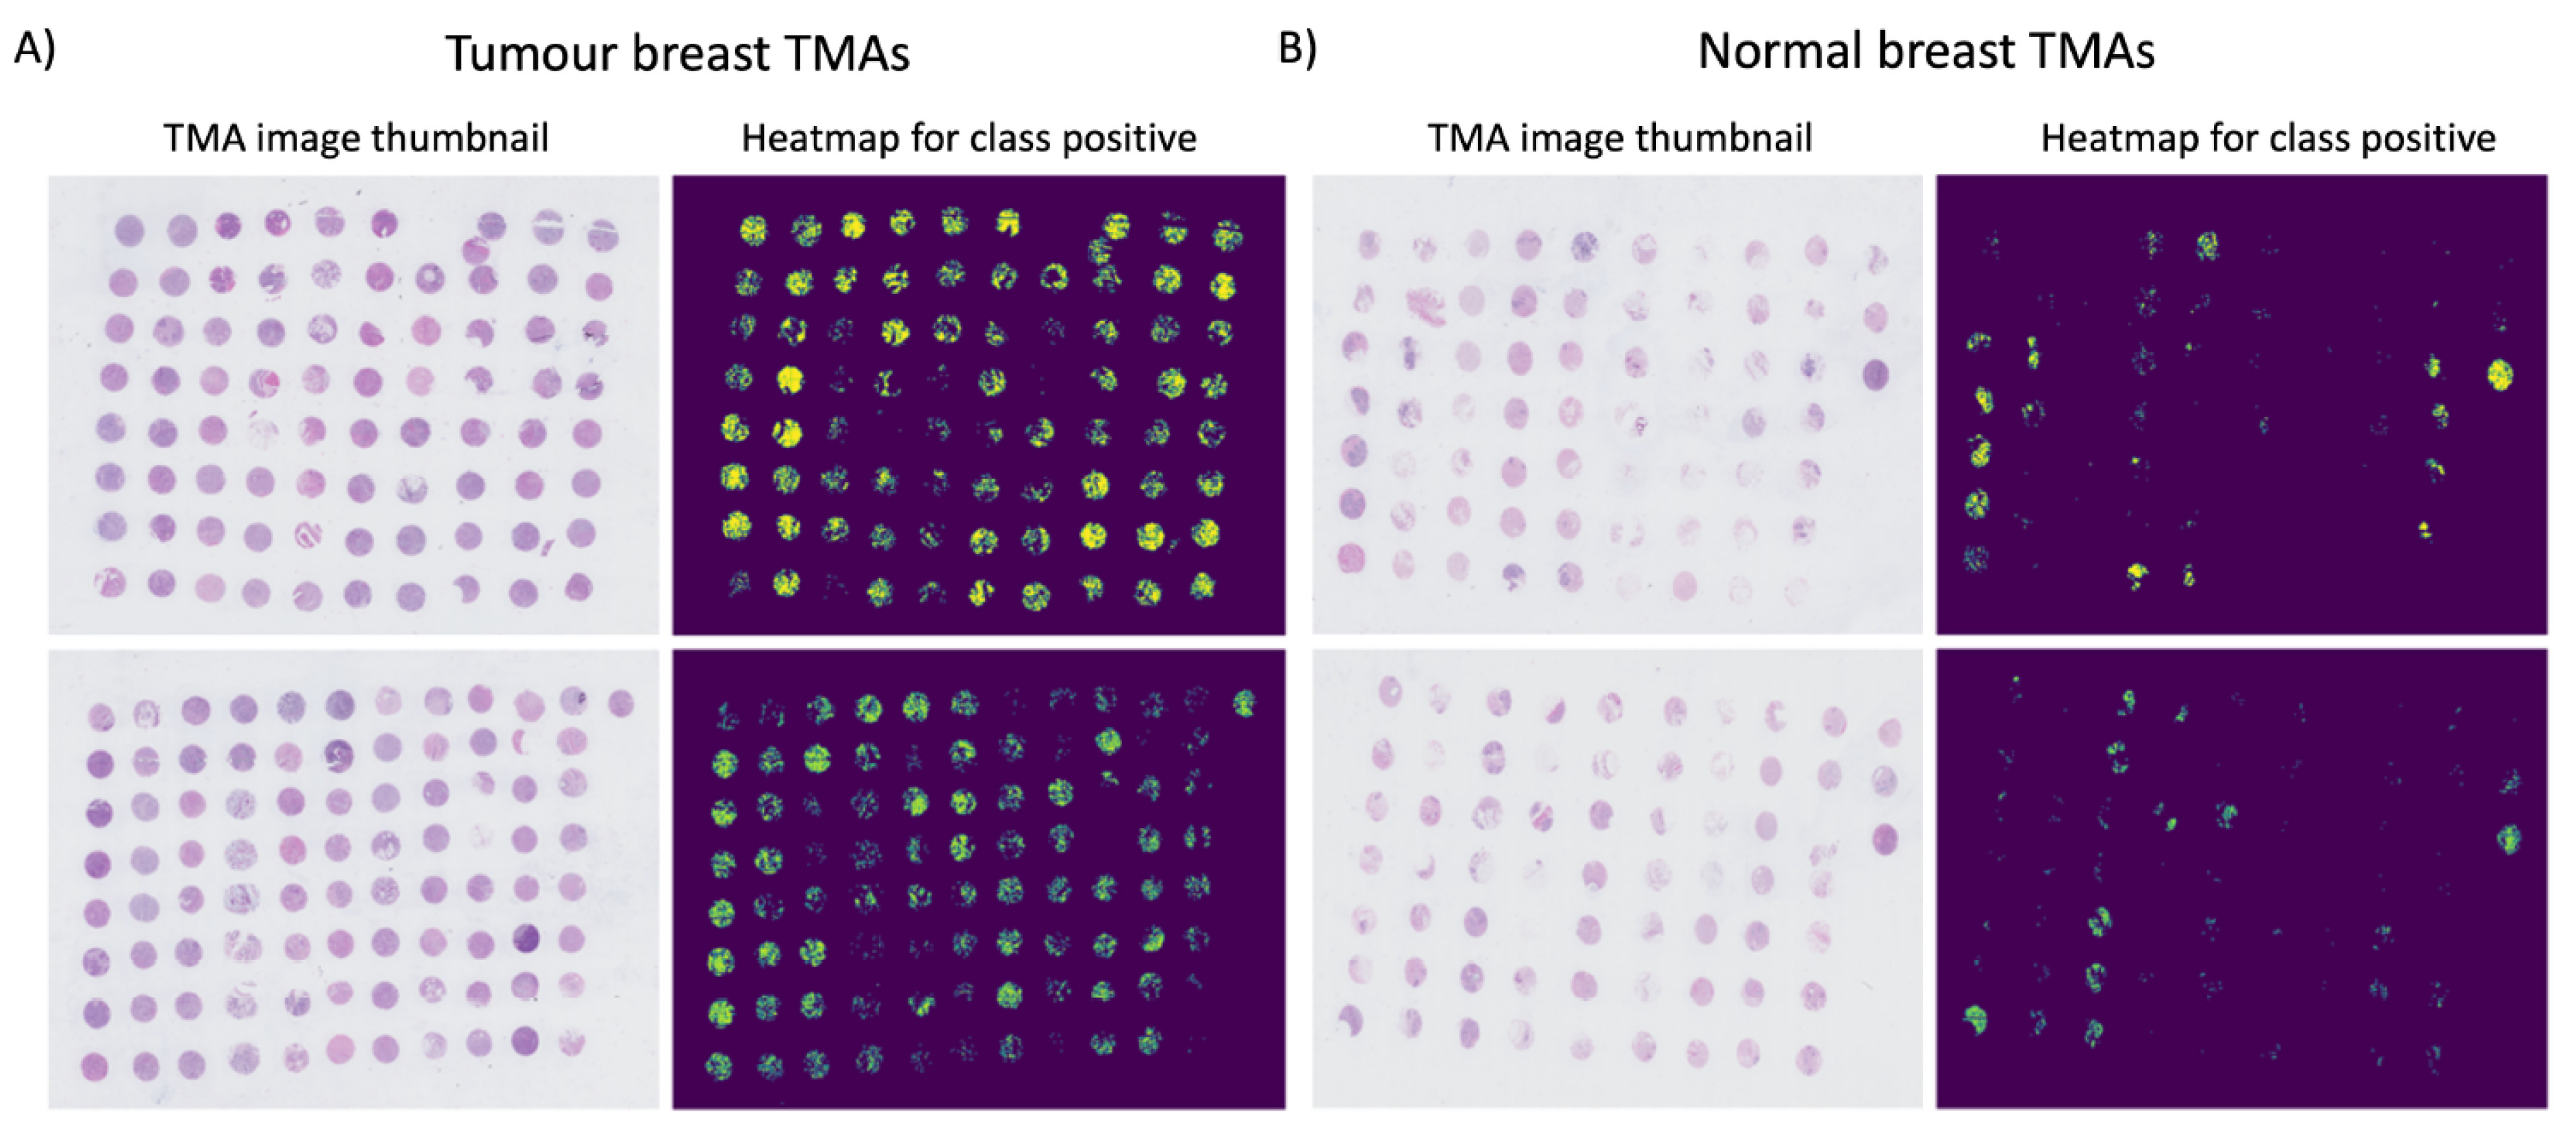 A)
Tumour breast TMAs
B)
Normal breast TMAs
TMA image thumbnail
Heatmap for class positive
TMA image thumbnail
Heatmap for class positive